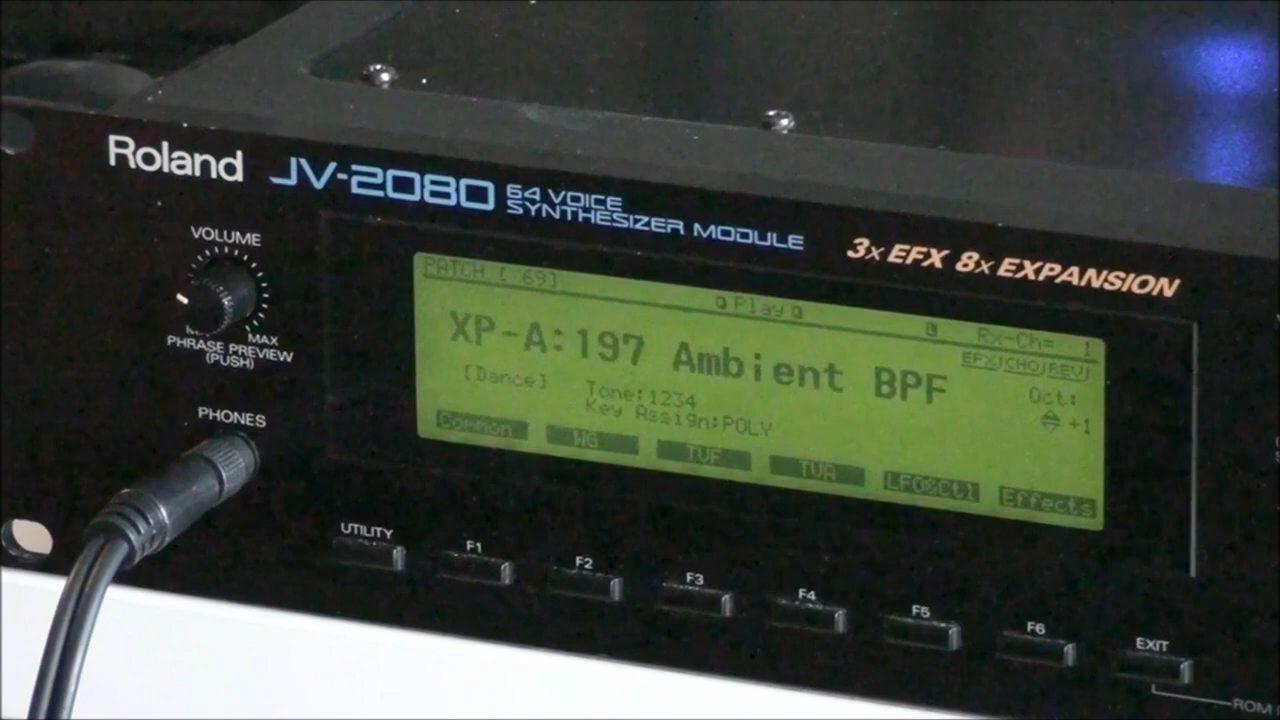 Roland JV-2080 64 VOICE
SYNTHESIZER MODULE
3x EFX 8x EXPANSION
VOLUME
MAX
PHRASE PREVIEW
(PUSH)
PHONES
PATCH [ '69] Play Rx-Ch= 1
XP-A:197 Ambient BPF
EFX|CHO|REV|
[Dance] Tone:1234 Oct:
Key Assign:POLY +1
Common WG TVF TVA LFO&Ctl Effects
UTILITY F1 F2 F3 F4 F5 F6 EXIT
ROM